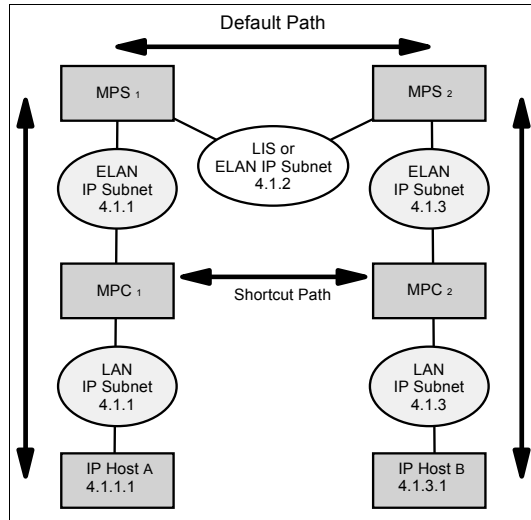 Default Path
MPS 1
MPS 2
LIS or
ELAN IP Subnet
4.1.2
ELAN
IP Subnet
4.1.1
ELAN
IP Subnet
4.1.3
MPC 1
MPC 2
Shortcut Path
LAN
IP Subnet
4.1.1
LAN
IP Subnet
4.1.3
IP Host A
4.1.1.1
IP Host B
4.1.3.1